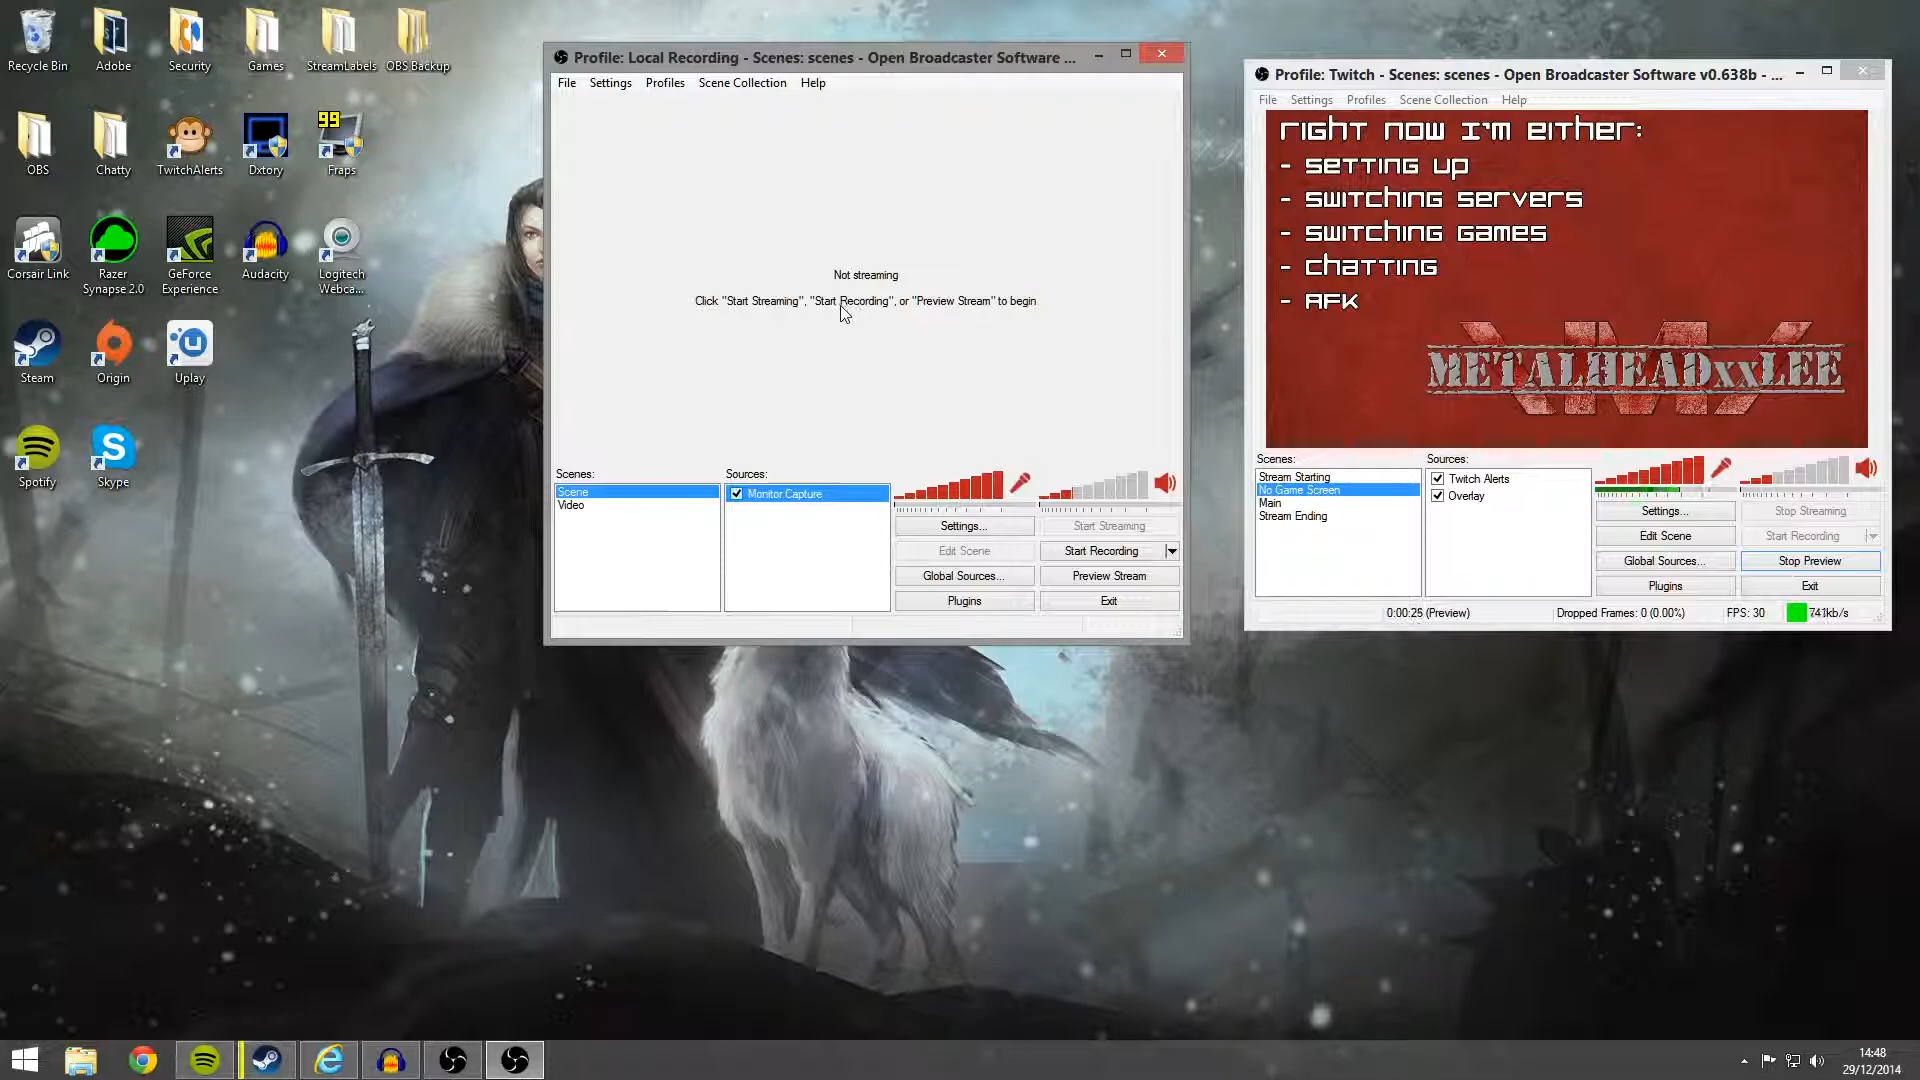 Recycle Bin
Adobe
Security
Games
StreamLabels
OBS Backup
OBS
Chatty
TwitchAlerts
Dxtory
99
Fraps
Corsair Link
Razer
Synapse 2.0
GeForce
Experience
Audacity
Logitech
Webca...
Steam
Origin
Uplay
Spotify
Skype
Profile: Local Recording - Scenes: scenes - Open Broadcaster Software ...
File Settings Profiles Scene Collection Help
Not streaming
Click "Start Streaming", "Start Recording", or "Preview Stream" to begin
Scenes:
Scene
Video
Sources:
Monitor Capture
Settings...
Start Streaming
Edit Scene
Start Recording
Global Sources...
Preview Stream
Plugins
Exit
Profile: Twitch - Scenes: scenes - Open Broadcaster Software v0.638b - ...
File Settings Profiles Scene Collection Help
Right now I'm either:
- setting up
- switching servers
- switching games
- chatting
- AFK
METALHEADxxLEE
Scenes:
Stream Starting
No Game Screen
Main
Stream Ending
Sources:
Twitch Alerts
Overlay
Settings...
Stop Streaming
Edit Scene
Start Recording
Global Sources...
Stop Preview
Plugins
Exit
0:00:25 (Preview)
Dropped Frames: 0 (0.00%)
FPS: 30
741kb/s
14:48
29/12/2014